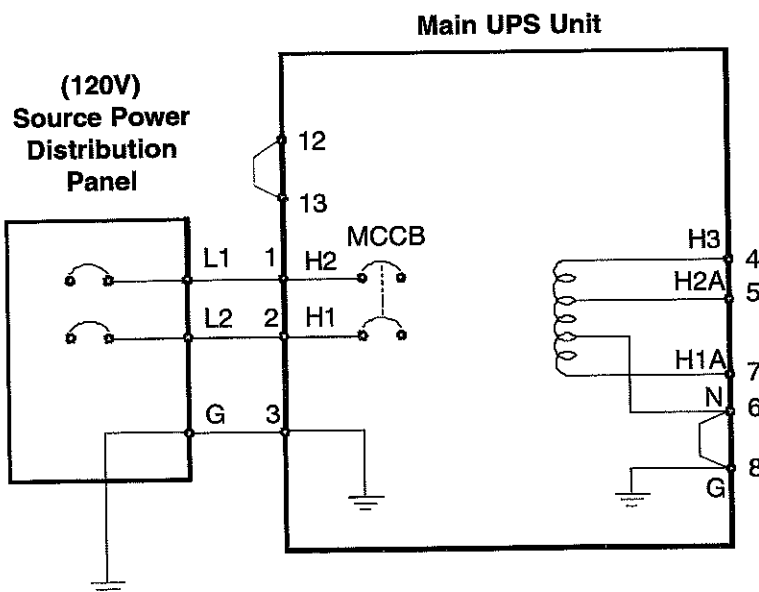 Main UPS Unit
(120V)
Source Power
Distribution
Panel
12
13
MCCB
L1 1 H2
L2 2 H1
G 3
H3 4
H2A 5
H1A 7
N 6
G 8